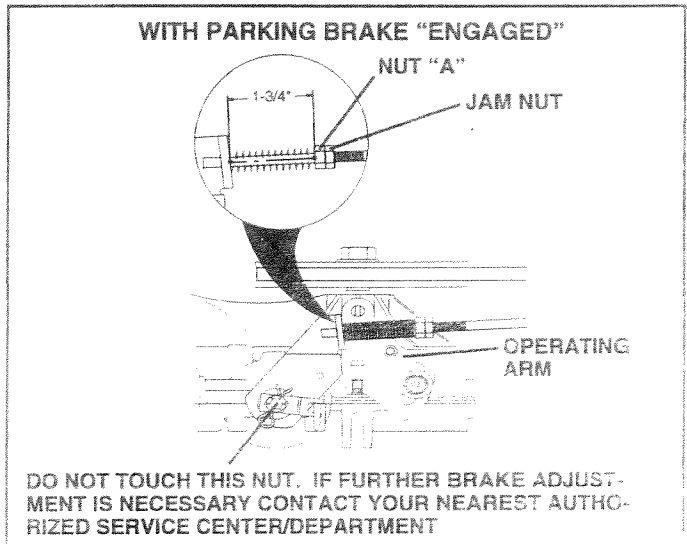 WITH PARKING BRAKE “ENGAGED”
NUT “A”
1-3/4"
JAM NUT
OPERATING
ARM
DO NOT TOUCH THIS NUT. IF FURTHER BRAKE ADJUST-
MENT IS NECESSARY CONTACT YOUR NEAREST AUTHO-
RIZED SERVICE CENTER/DEPARTMENT